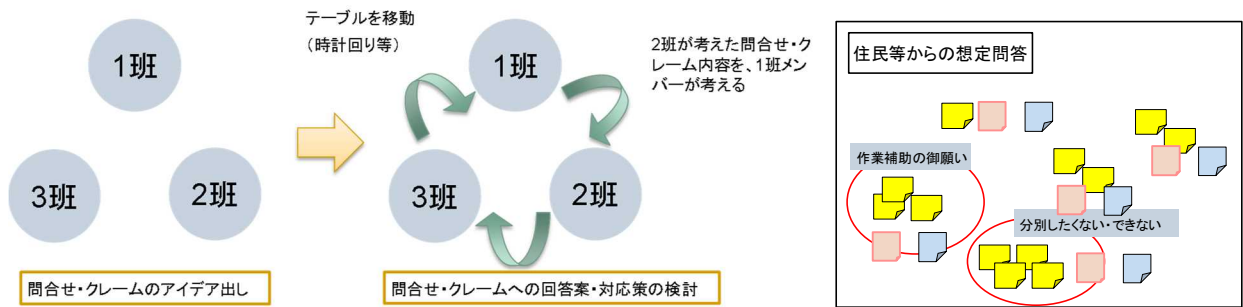 1班
3班
2班
問合せ・クレームのアイデア出し
テーブルを移動
（時計回り等）
1班
3班
2班
2班が考えた問合せ・ク
レーム内容を、1班メン
バーが考える
問合せ・クレームへの回答案・対応策の検討
住民等からの想定問答
作業補助の御願い
分別したくない・できない